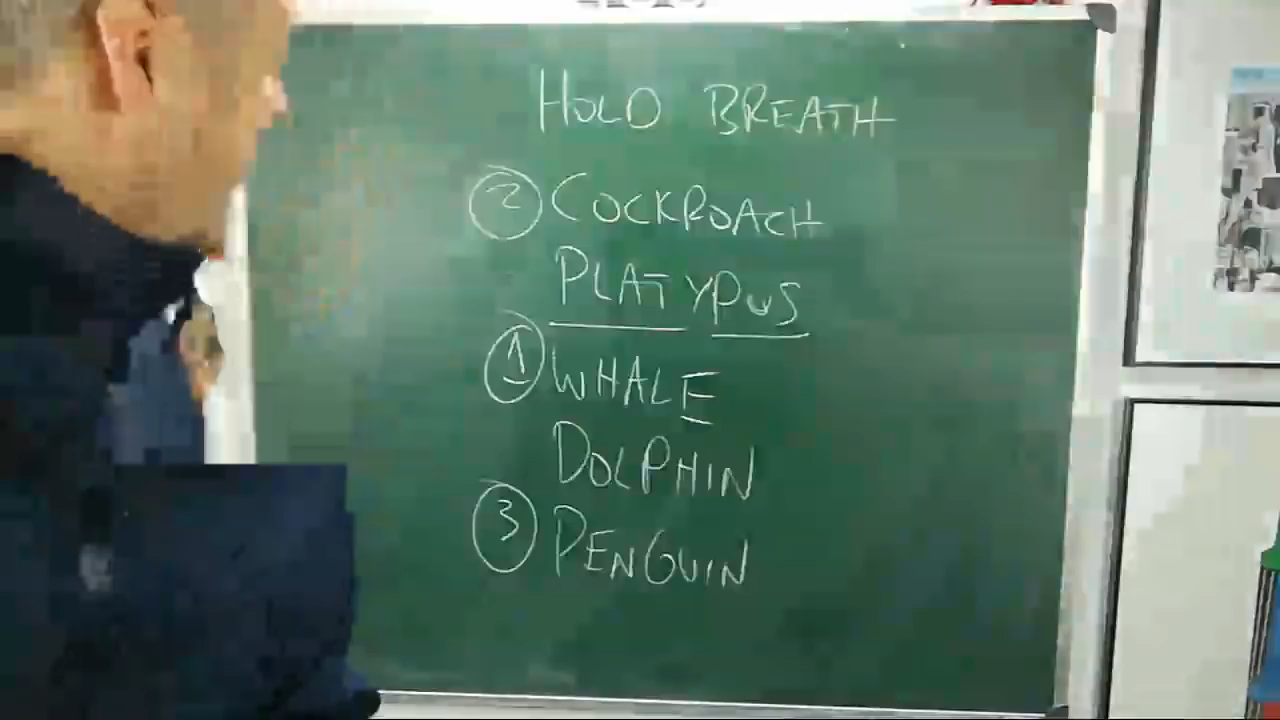 HOLD BREATH
2 COCKROACH
PLATYPUS
1 WHALE
DOLPHIN
3 PENGUIN